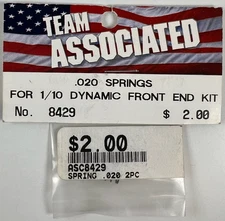 TEAM
ASSOCIATED
.020 SPRINGS
FOR 1/10 DYNAMIC FRONT END KIT
No. 8429 $ 2.00
$2.00
ASC8429
SPRING .020 2PC